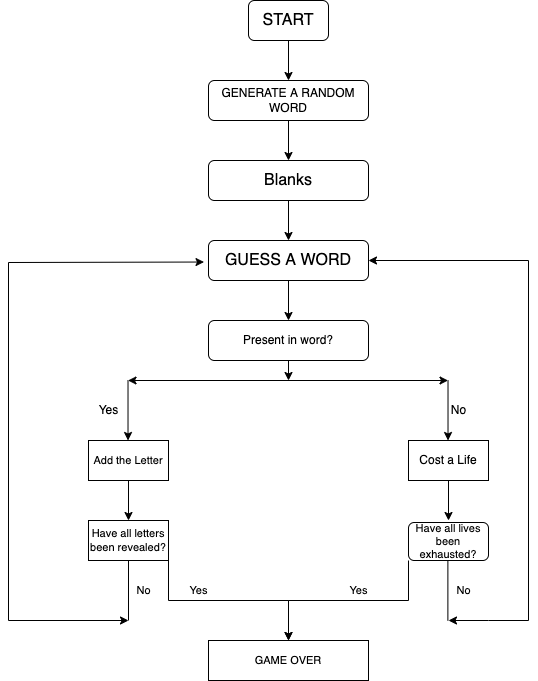 START
GENERATE A RANDOM
WORD
Blanks
GUESS A WORD
Present in word?
Yes
No
Add the Letter
Cost a Life
Have all letters
been revealed?
Have all lives
been
exhausted?
No
Yes
Yes
No
GAME OVER